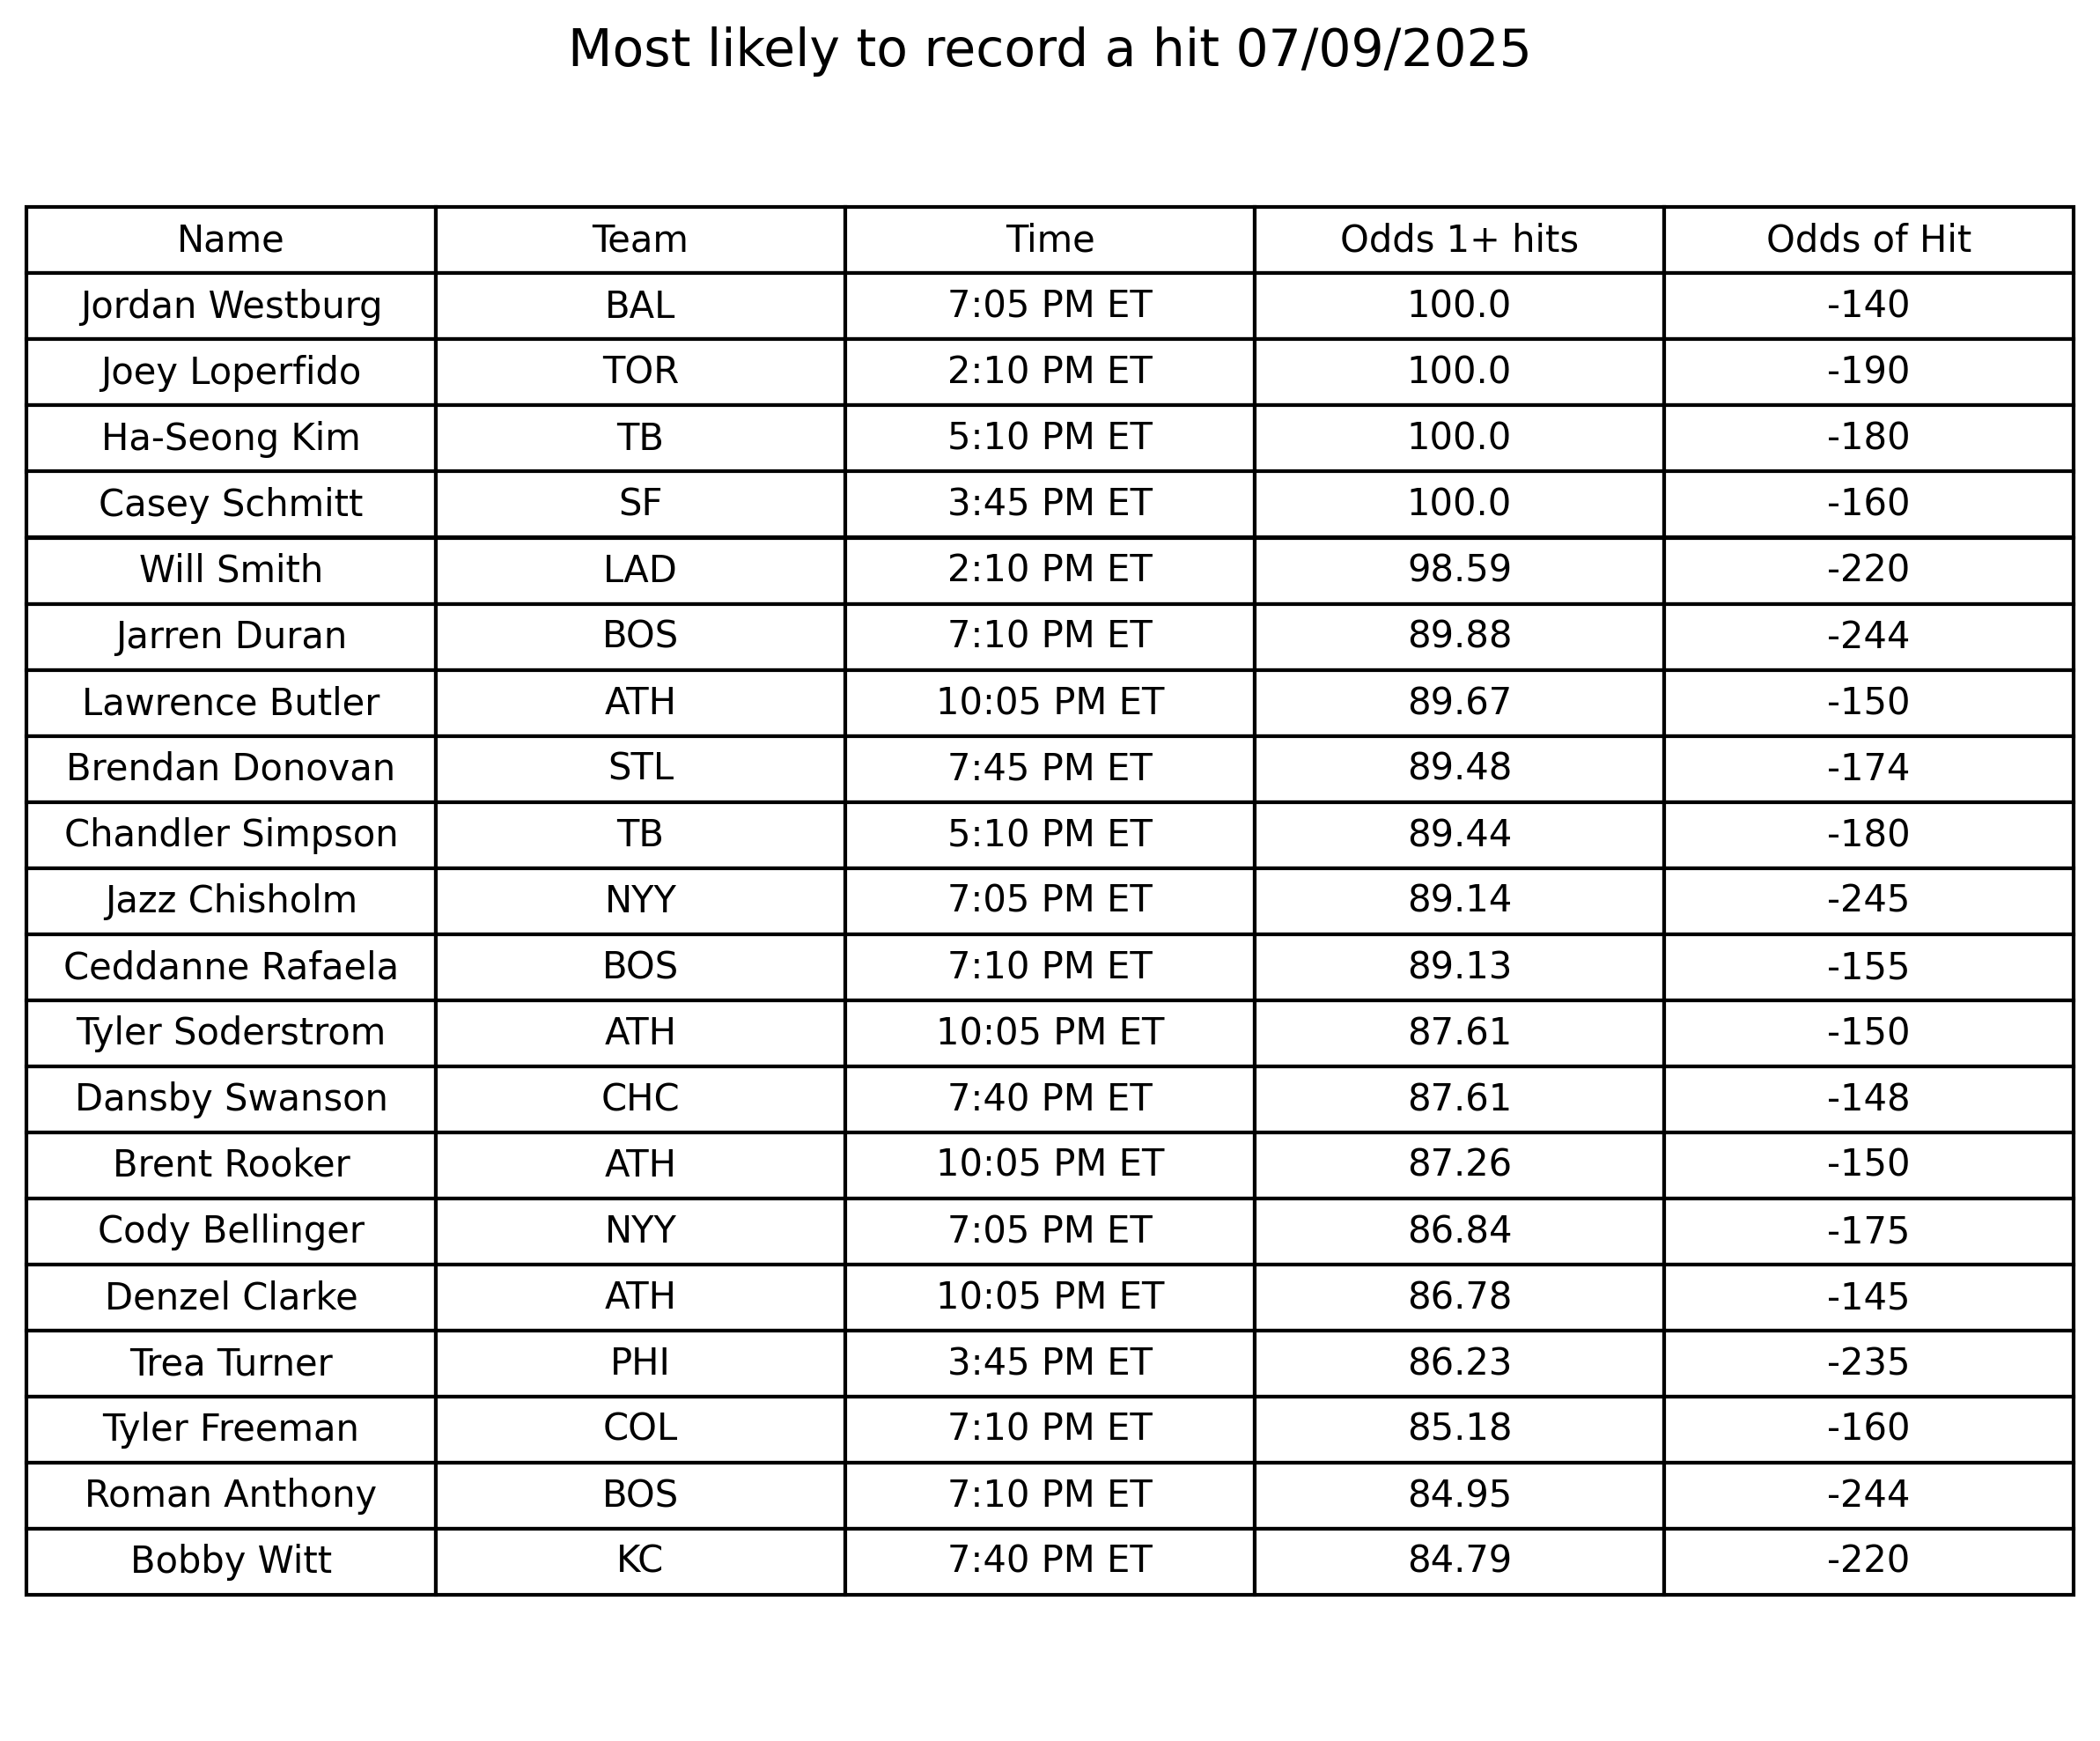 Most likely to record a hit 07/09/2025
Name Team Time Odds 1+ hits Odds of Hit
Jordan Westburg BAL 7:05 PM ET 100.0 -140
Joey Loperfido TOR 2:10 PM ET 100.0 -190
Ha-Seong Kim TB 5:10 PM ET 100.0 -180
Casey Schmitt SF 3:45 PM ET 100.0 -160
Will Smith LAD 2:10 PM ET 98.59 -220
Jarren Duran BOS 7:10 PM ET 89.88 -244
Lawrence Butler ATH 10:05 PM ET 89.67 -150
Brendan Donovan STL 7:45 PM ET 89.48 -174
Chandler Simpson TB 5:10 PM ET 89.44 -180
Jazz Chisholm NYY 7:05 PM ET 89.14 -245
Ceddanne Rafaela BOS 7:10 PM ET 89.13 -155
Tyler Soderstrom ATH 10:05 PM ET 87.61 -150
Dansby Swanson CHC 7:40 PM ET 87.61 -148
Brent Rooker ATH 10:05 PM ET 87.26 -150
Cody Bellinger NYY 7:05 PM ET 86.84 -175
Denzel Clarke ATH 10:05 PM ET 86.78 -145
Trea Turner PHI 3:45 PM ET 86.23 -235
Tyler Freeman COL 7:10 PM ET 85.18 -160
Roman Anthony BOS 7:10 PM ET 84.95 -244
Bobby Witt KC 7:40 PM ET 84.79 -220